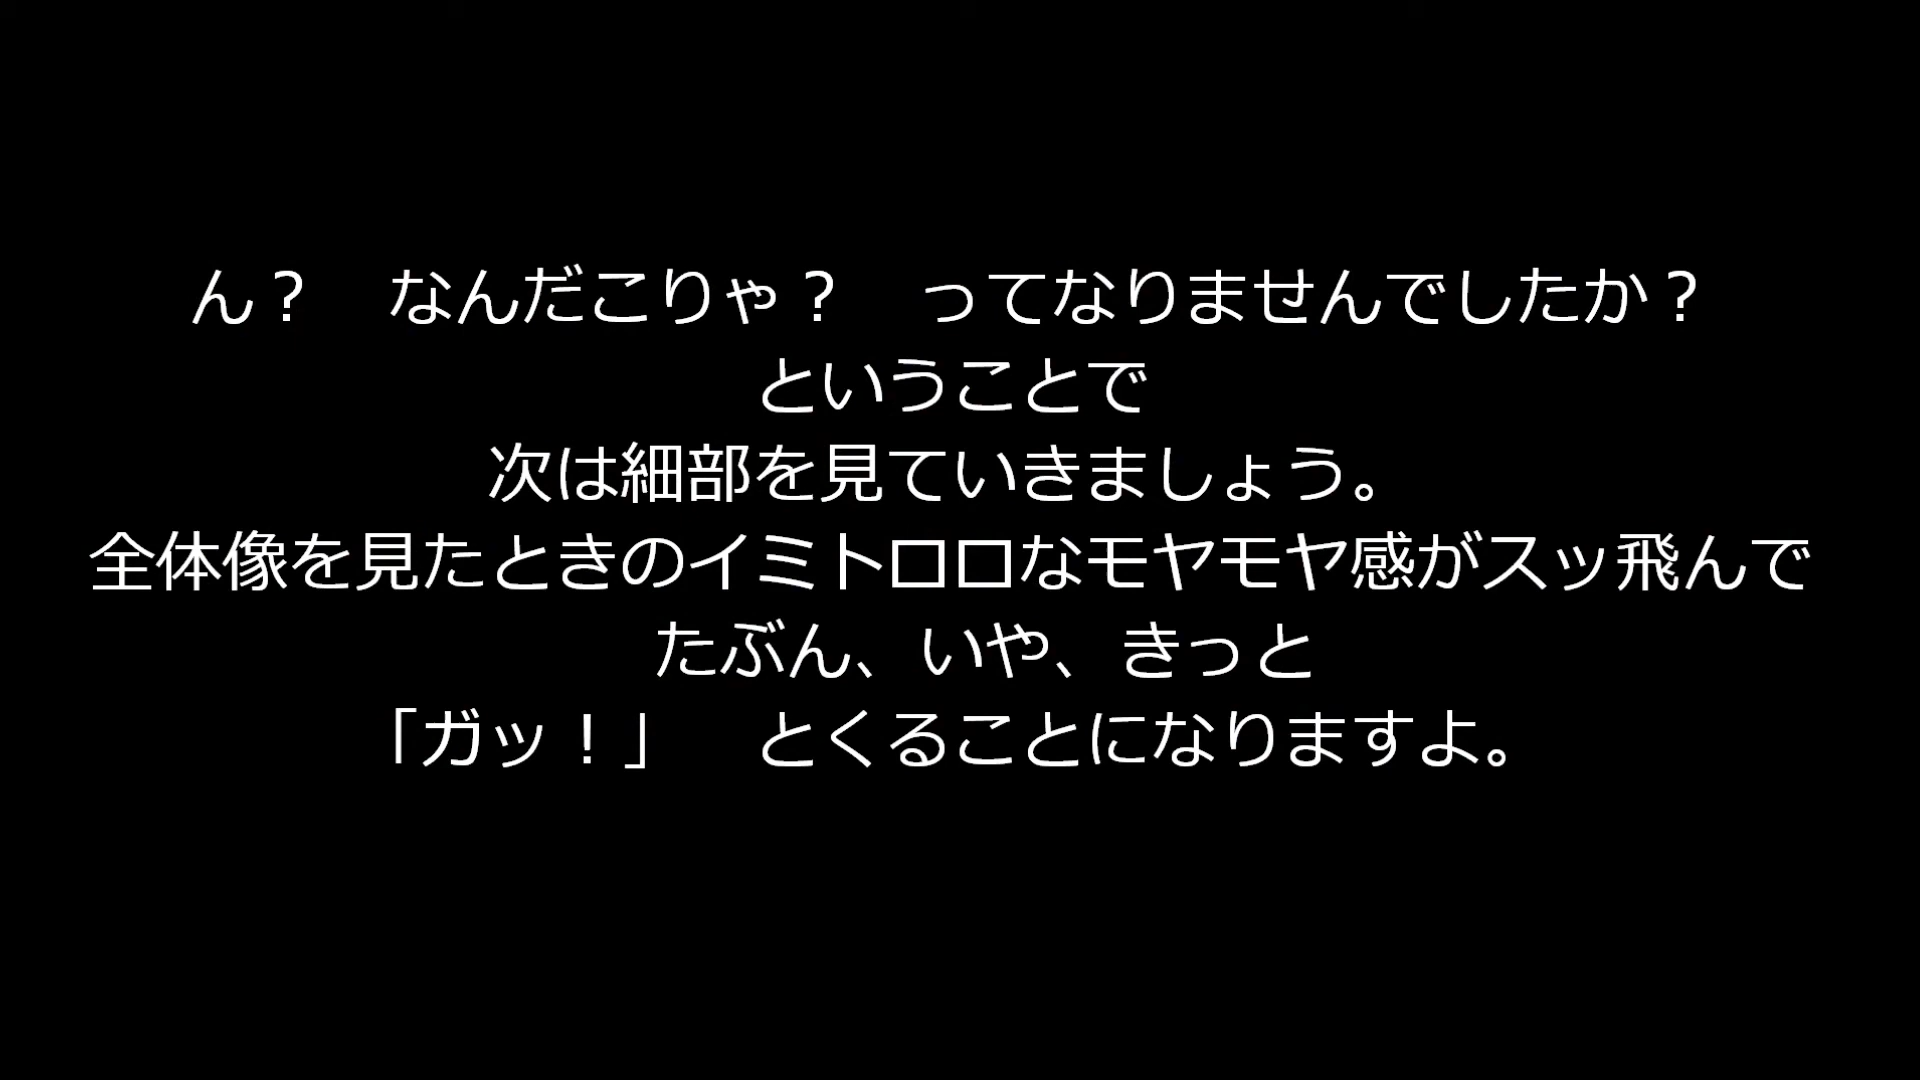 ん？　なんだこりゃ？　ってなりませんでしたか？
ということで
次は細部を見ていきましょう。
全体像を見たときのイミトロロなモヤモヤ感がスッ飛んで
たぶん、いや、きっと
「ガッ！」　とくることになりますよ。